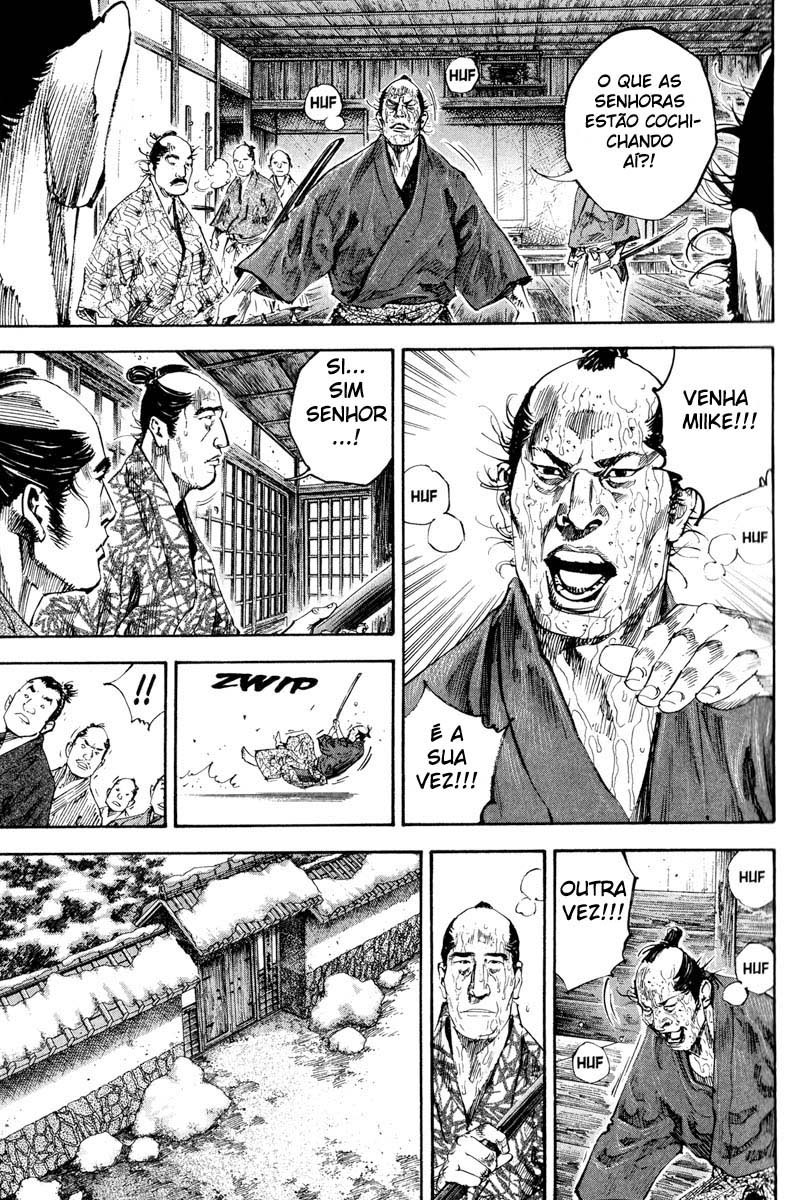 O QUE AS
SENHORAS
ESTÃO COCHI-
CHANDO
AÍ?!
HUF
HUF
VENHA
MIIKE!!!
HUF
HUF
É A
SUA
VEZ!!!
SI...
SIM
SENHOR
...!
ZWIP
!!
HUF
OUTRA
VEZ!!!
HUF
HUF